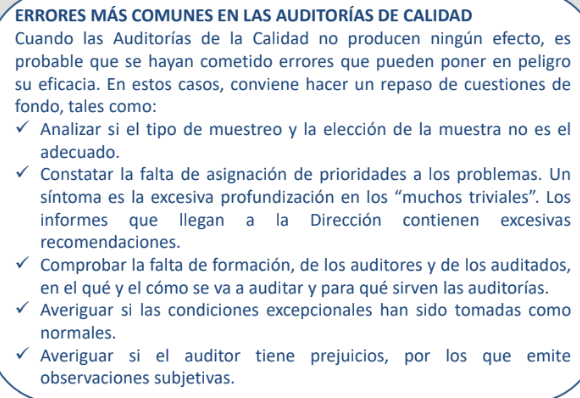 ERRORES MÁS COMUNES EN LAS AUDITORÍAS DE CALIDAD
Cuando las Auditorías de la Calidad no producen ningún efecto, es
probable que se hayan cometido errores que pueden poner en peligro
su eficacia. En estos casos, conviene hacer un repaso de cuestiones de
fondo, tales como:
✓ Analizar si el tipo de muestreo y la elección de la muestra no es el
adecuado.
✓ Constatar la falta de asignación de prioridades a los problemas. Un
síntoma es la excesiva profundización en los “muchos triviales”. Los
informes que llegan a la Dirección contienen excesivas
recomendaciones.
✓ Comprobar la falta de formación, de los auditores y de los auditados,
en el qué y el cómo se va a auditar y para qué sirven las auditorías.
✓ Averiguar si las condiciones excepcionales han sido tomadas como
normales.
✓ Averiguar si el auditor tiene prejuicios, por los que emite
observaciones subjetivas.